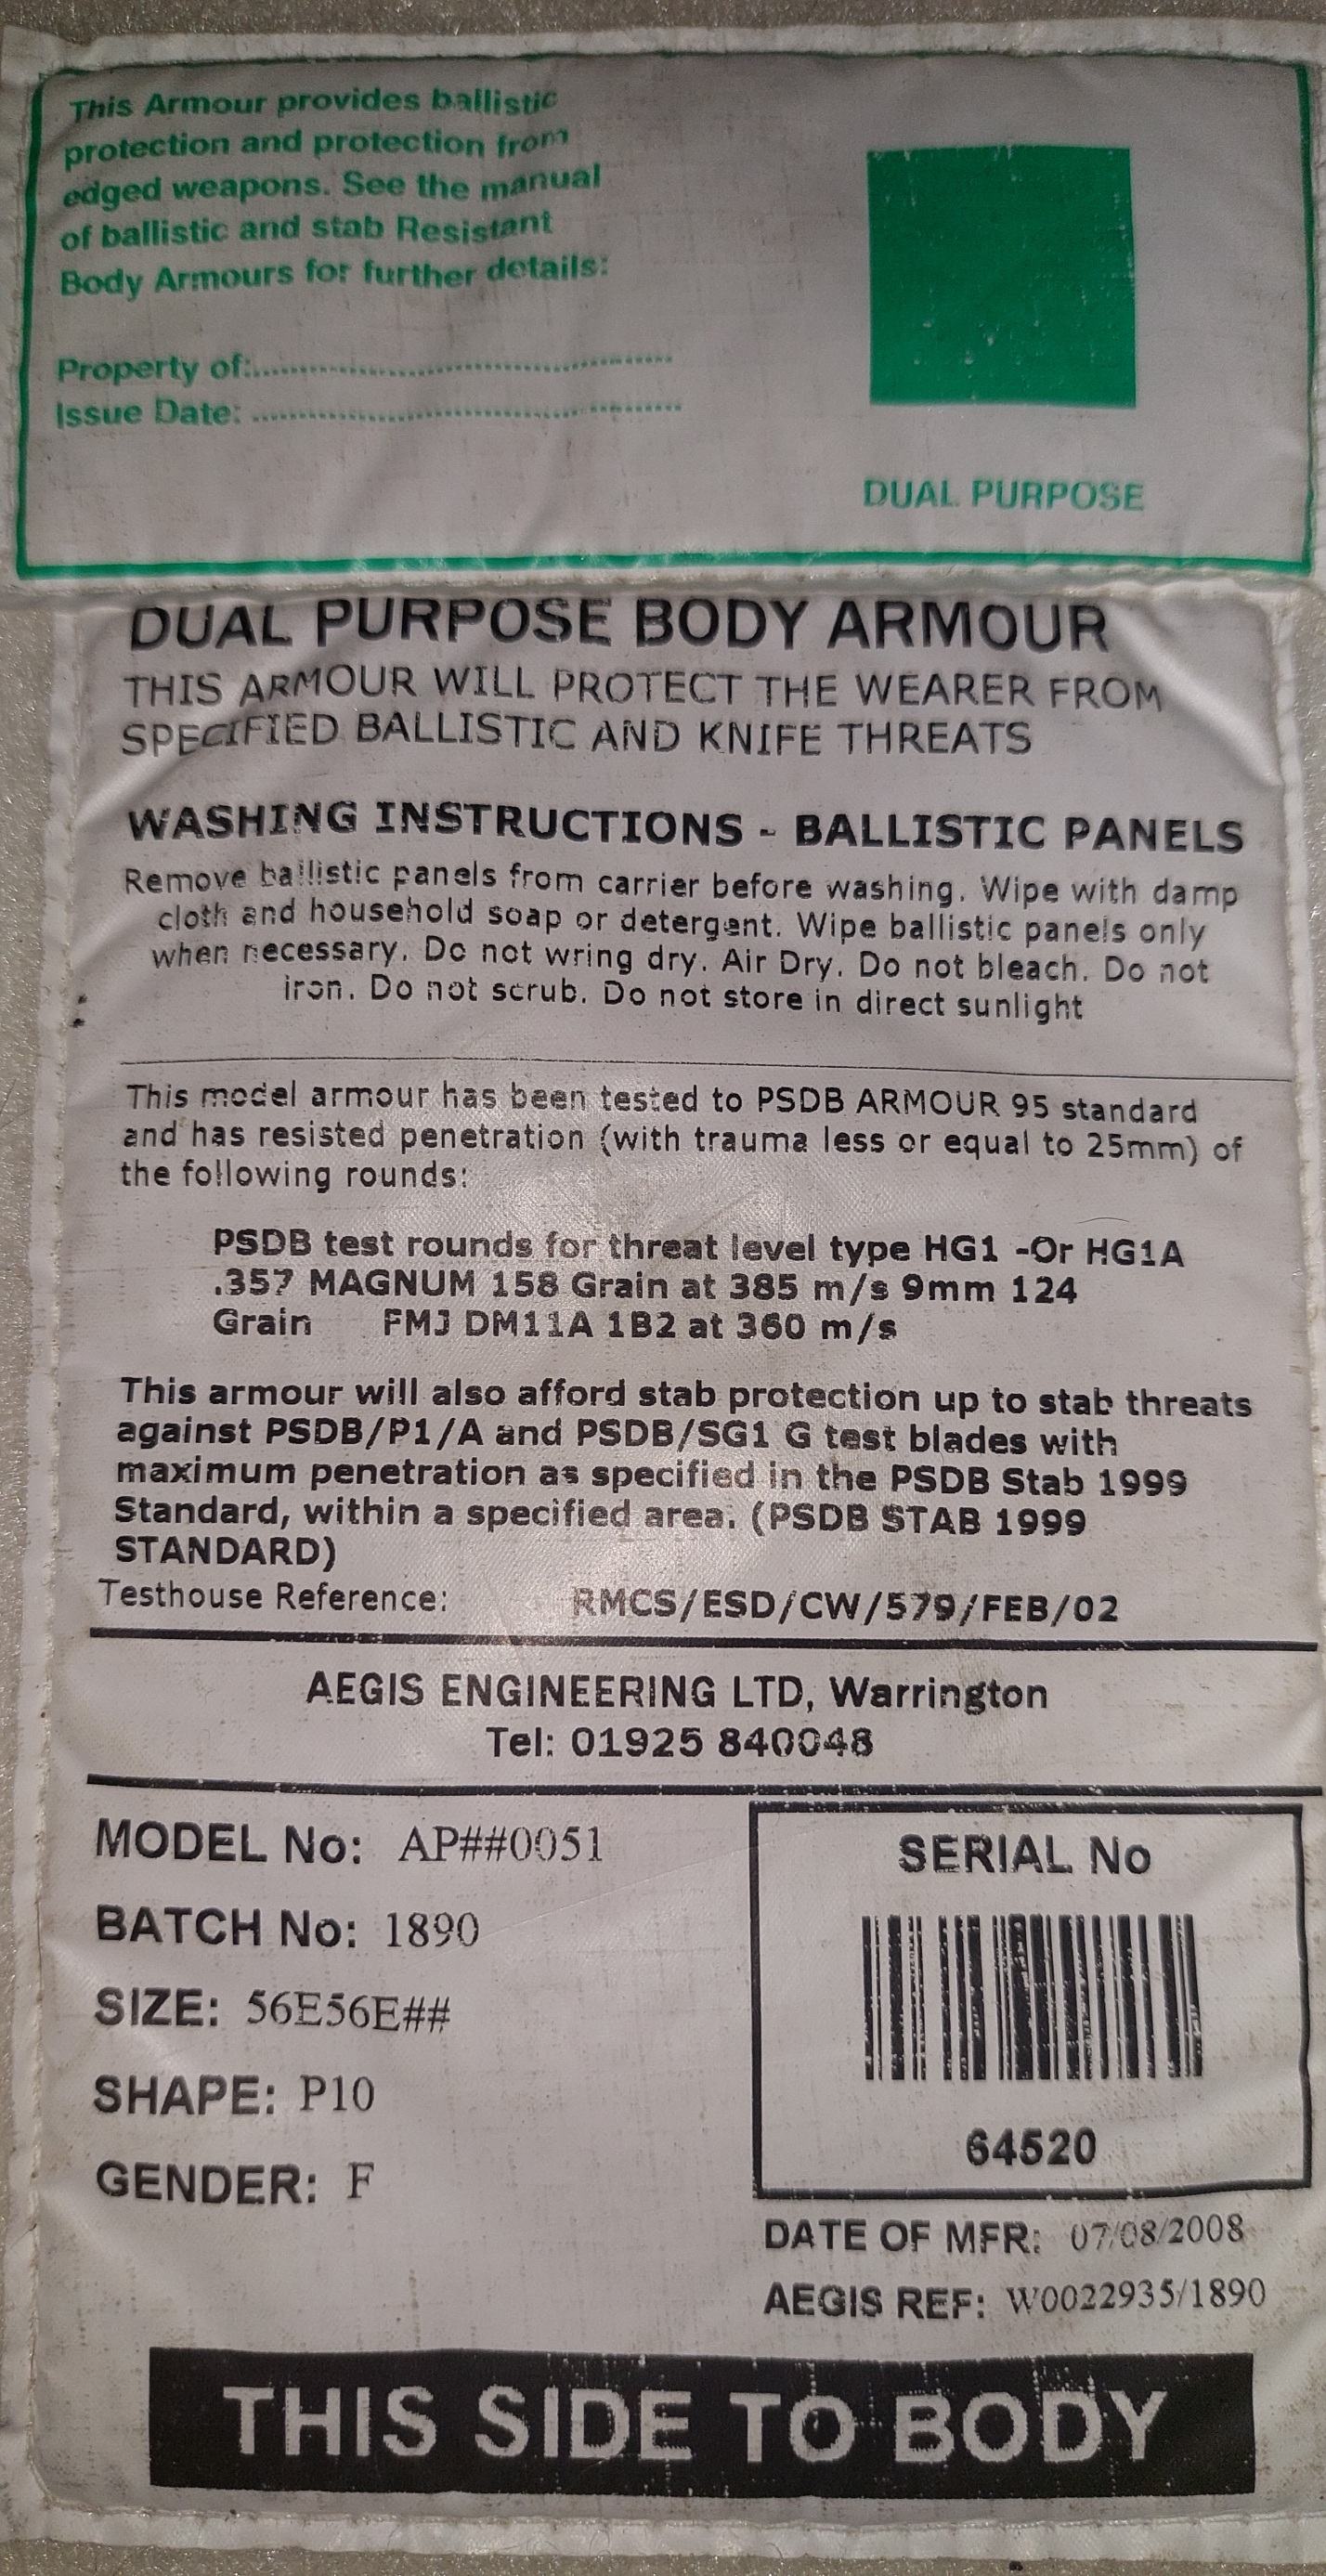 This Armour provides ballistic
protection and protection from
edged weapons. See the manual
of ballistic and stab Resistant
Body Armours for further details:
Property of:......................................................
Issue Date: ......................................................
DUAL PURPOSE
DUAL PURPOSE BODY ARMOUR
THIS ARMOUR WILL PROTECT THE WEARER FROM
SPECIFIED BALLISTIC AND KNIFE THREATS
WASHING INSTRUCTIONS - BALLISTIC PANELS
Remove ballistic panels from carrier before washing. Wipe with damp
cloth and household soap or detergent. Wipe ballistic panels only
when necessary. Do not wring dry. Air Dry. Do not bleach. Do not
iron. Do not scrub. Do not store in direct sunlight
This model armour has been tested to PSDB ARMOUR 95 standard
and has resisted penetration (with trauma less or equal to 25mm) of
the following rounds:
PSDB test rounds for threat level type HG1 -Or HG1A
.357 MAGNUM 158 Grain at 385 m/s 9mm 124
Grain FMJ DM11A 1B2 at 360 m/s
This armour will also afford stab protection up to stab threats
against PSDB/P1/A and PSDB/SG1 G test blades with
maximum penetration as specified in the PSDB Stab 1999
Standard, within a specified area. (PSDB STAB 1999
STANDARD)
Testhouse Reference: RMCS/ESD/CW/579/FEB/02
AEGIS ENGINEERING LTD, Warrington
Tel: 01925 840048
MODEL No: AP##0051
BATCH No: 1890
SIZE: 56E56E##
SHAPE: P10
GENDER: F
SERIAL No
64520
DATE OF MFR: 07/08/2008
AEGIS REF: W0022935/1890
THIS SIDE TO BODY